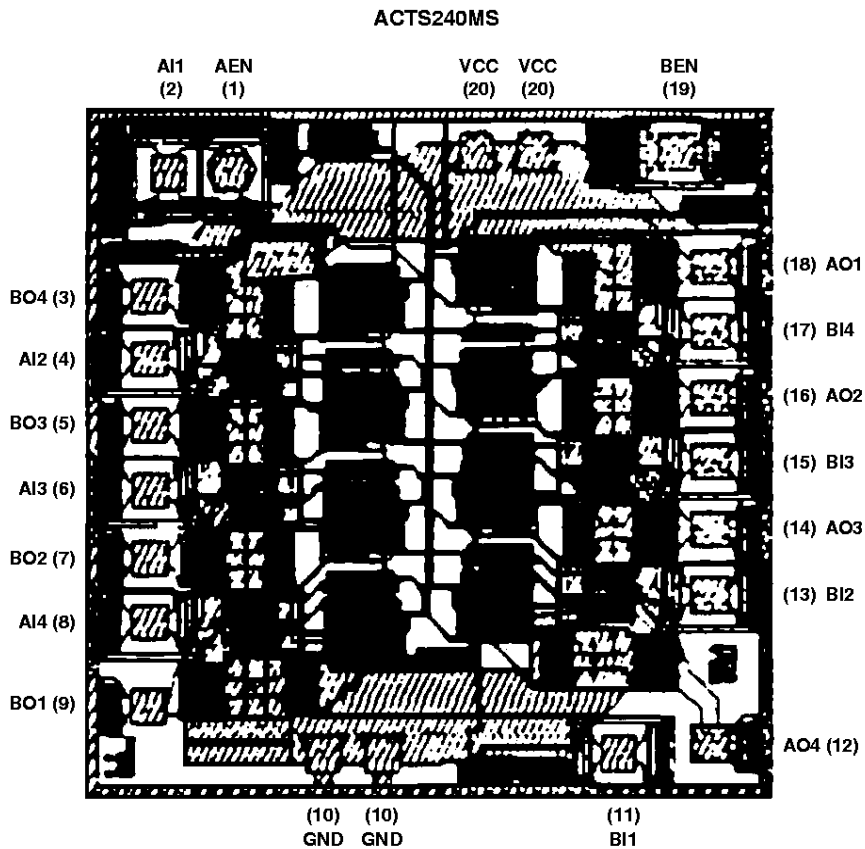 ACTS240MS
AI1 AEN VCC VCC BEN
(2) (1) (20) (20) (19)
BO4 (3)
AI2 (4)
BO3 (5)
AI3 (6)
BO2 (7)
AI4 (8)
BO1 (9)
(18) AO1
(17) BI4
(16) AO2
(15) BI3
(14) AO3
(13) BI2
AO4 (12)
(10) (10) (11)
GND GND BI1